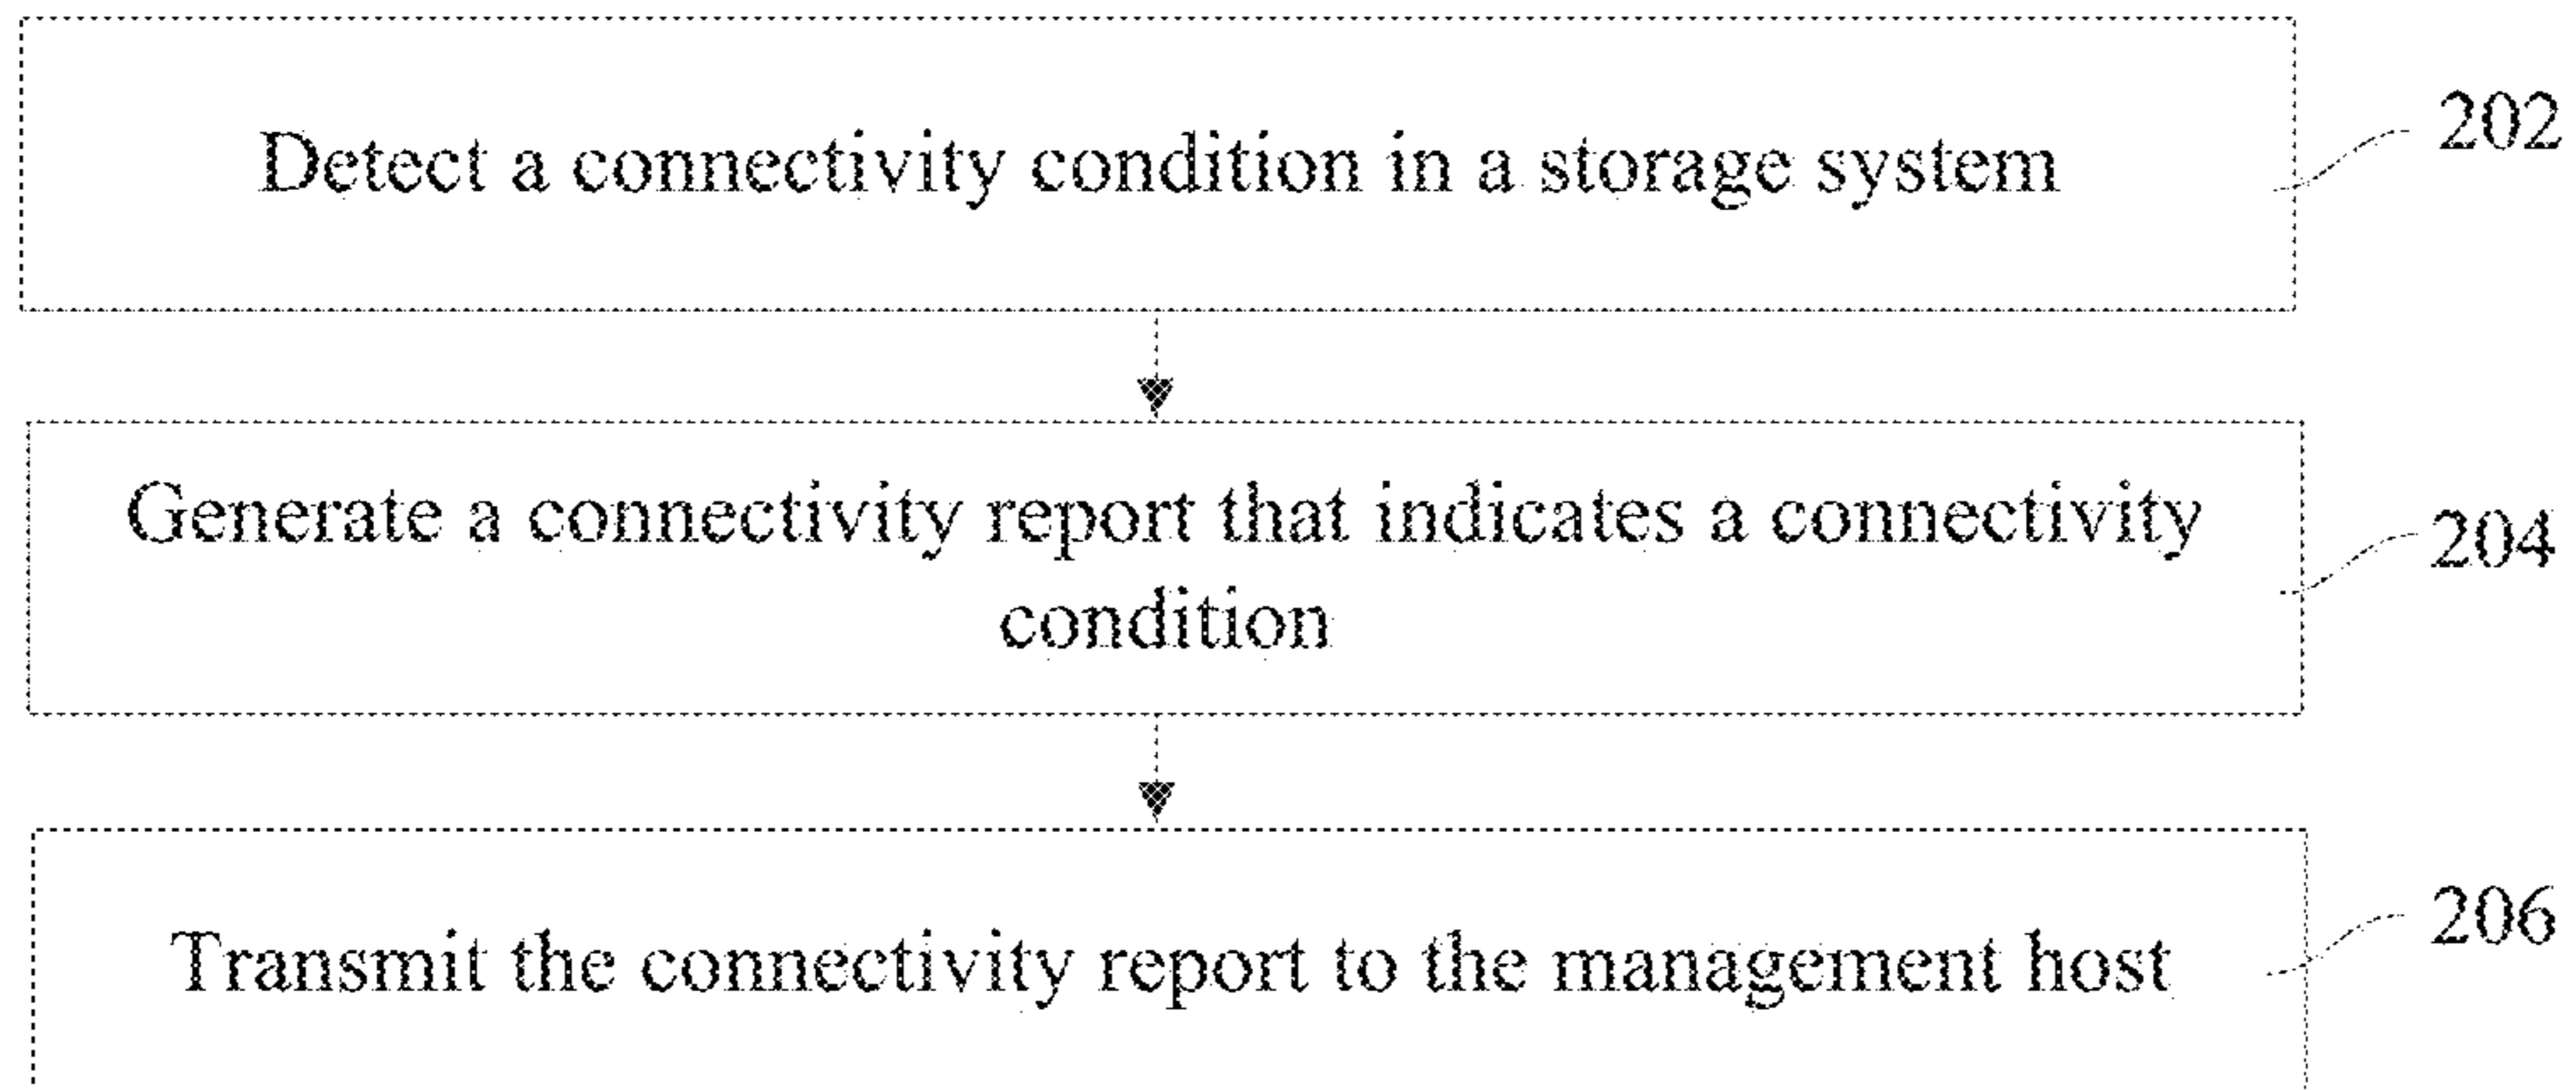 Detect a connectivity condition in a storage system
202
Generate a connectivity report that indicates a connectivity
condition
204
Transmit the connectivity report to the management host
206